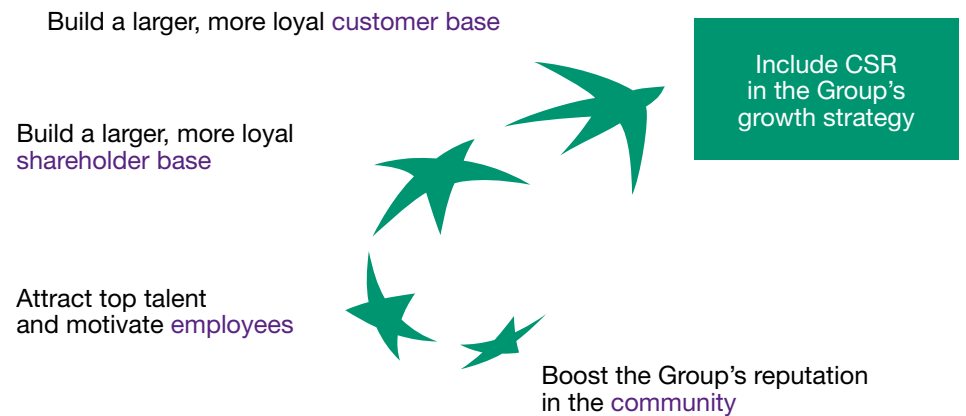 Build a larger, more loyal customer base
Include CSR
in the Group's
growth strategy
Build a larger, more loyal
shareholder base
Attract top talent
and motivate employees
Boost the Group's reputation
in the community